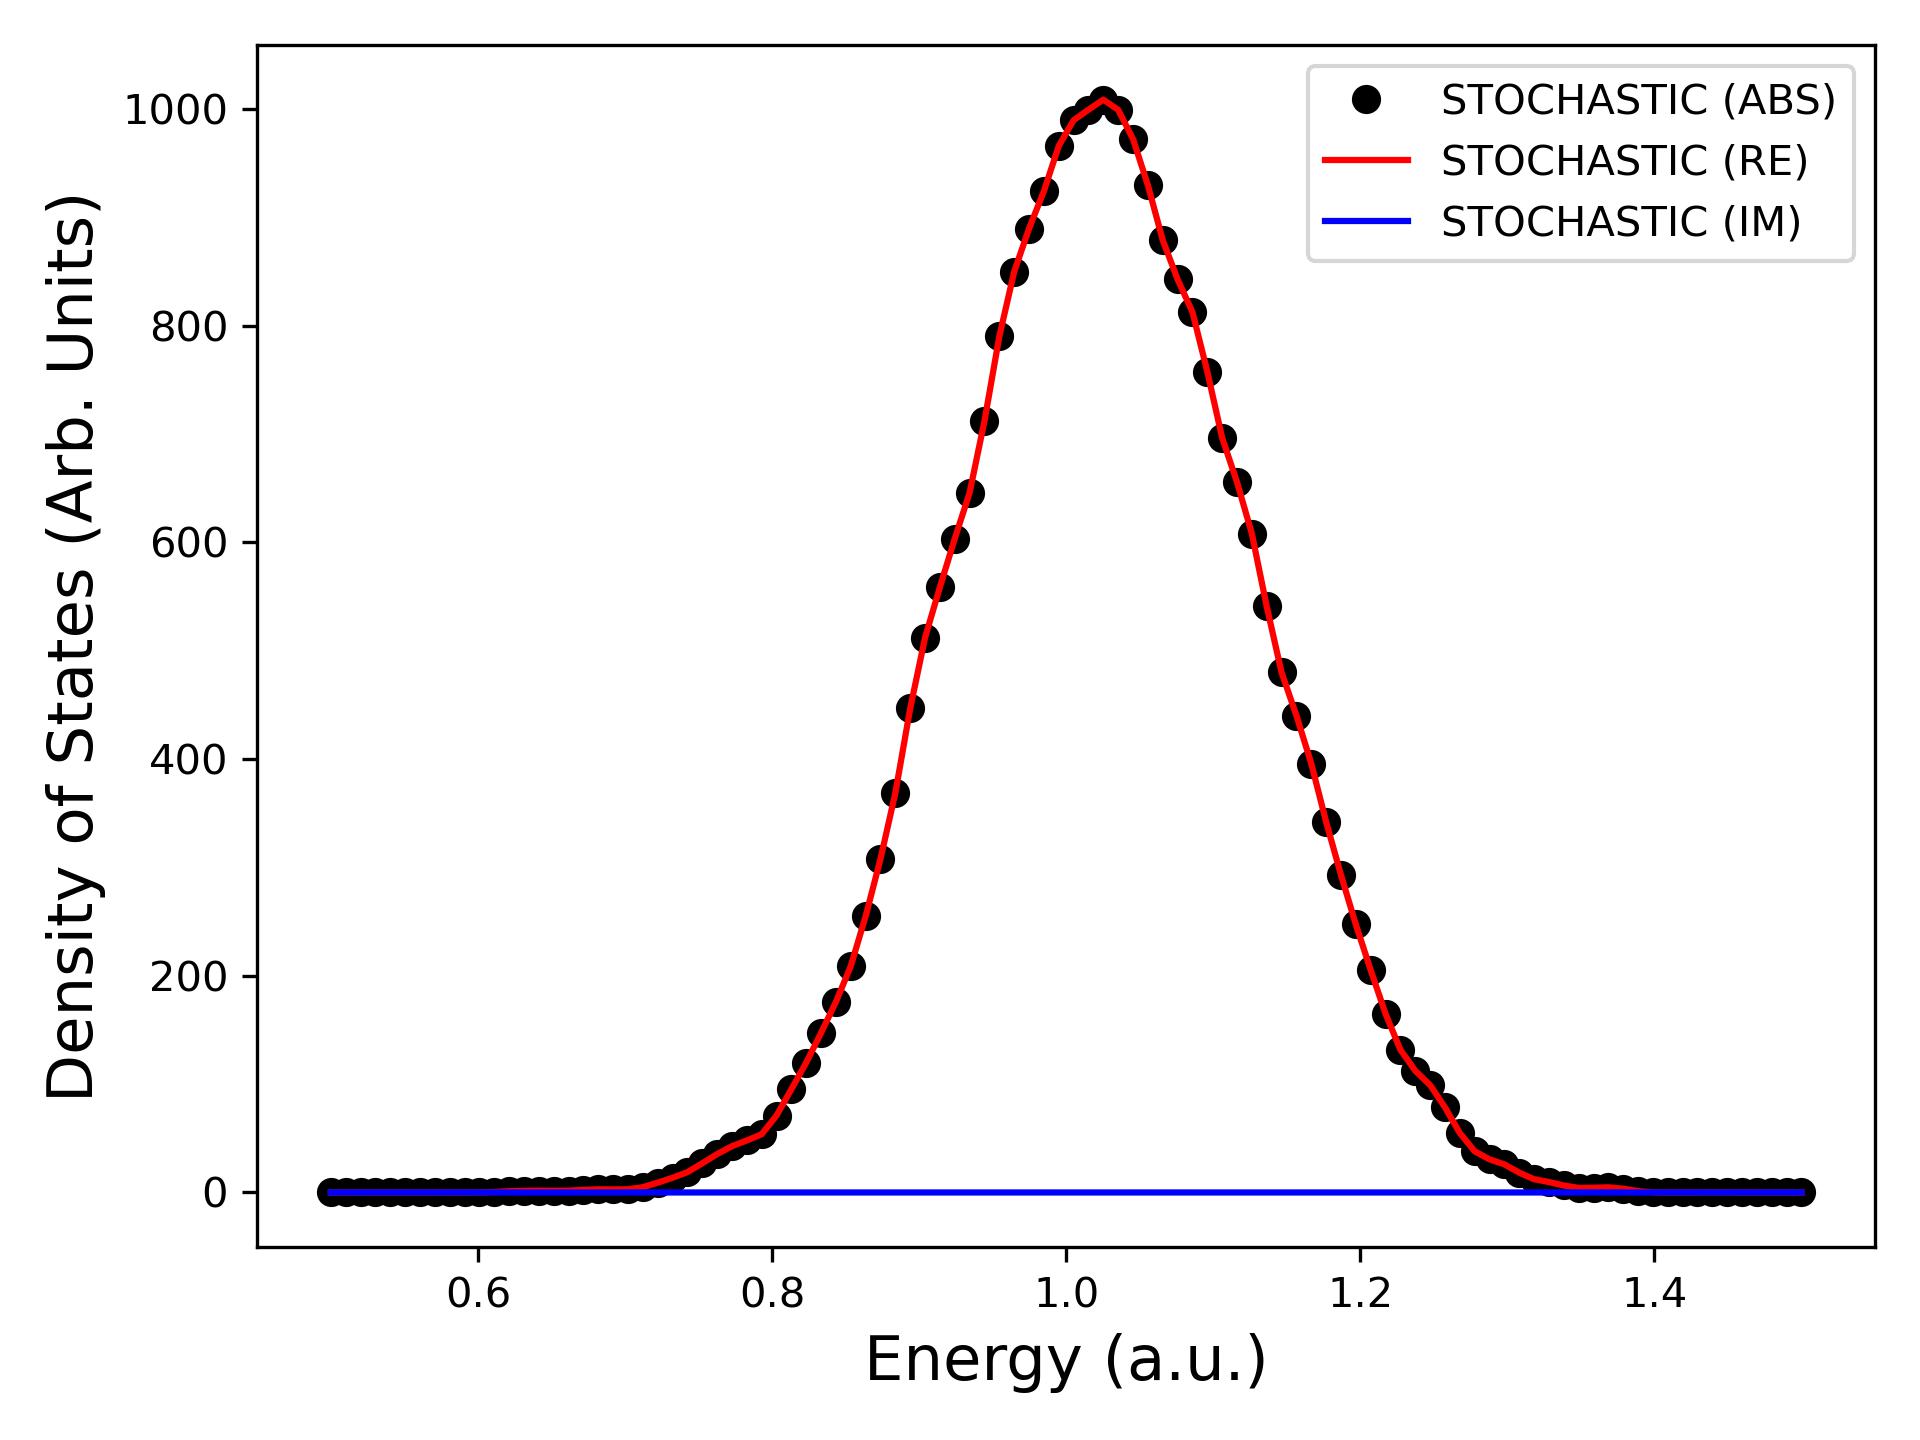 Density of States (Arb. Units)
1000
800
600
400
200
0
STOCHASTIC (ABS)
STOCHASTIC (RE)
STOCHASTIC (IM)
0.6 0.8 1.0 1.2 1.4
Energy (a.u.)